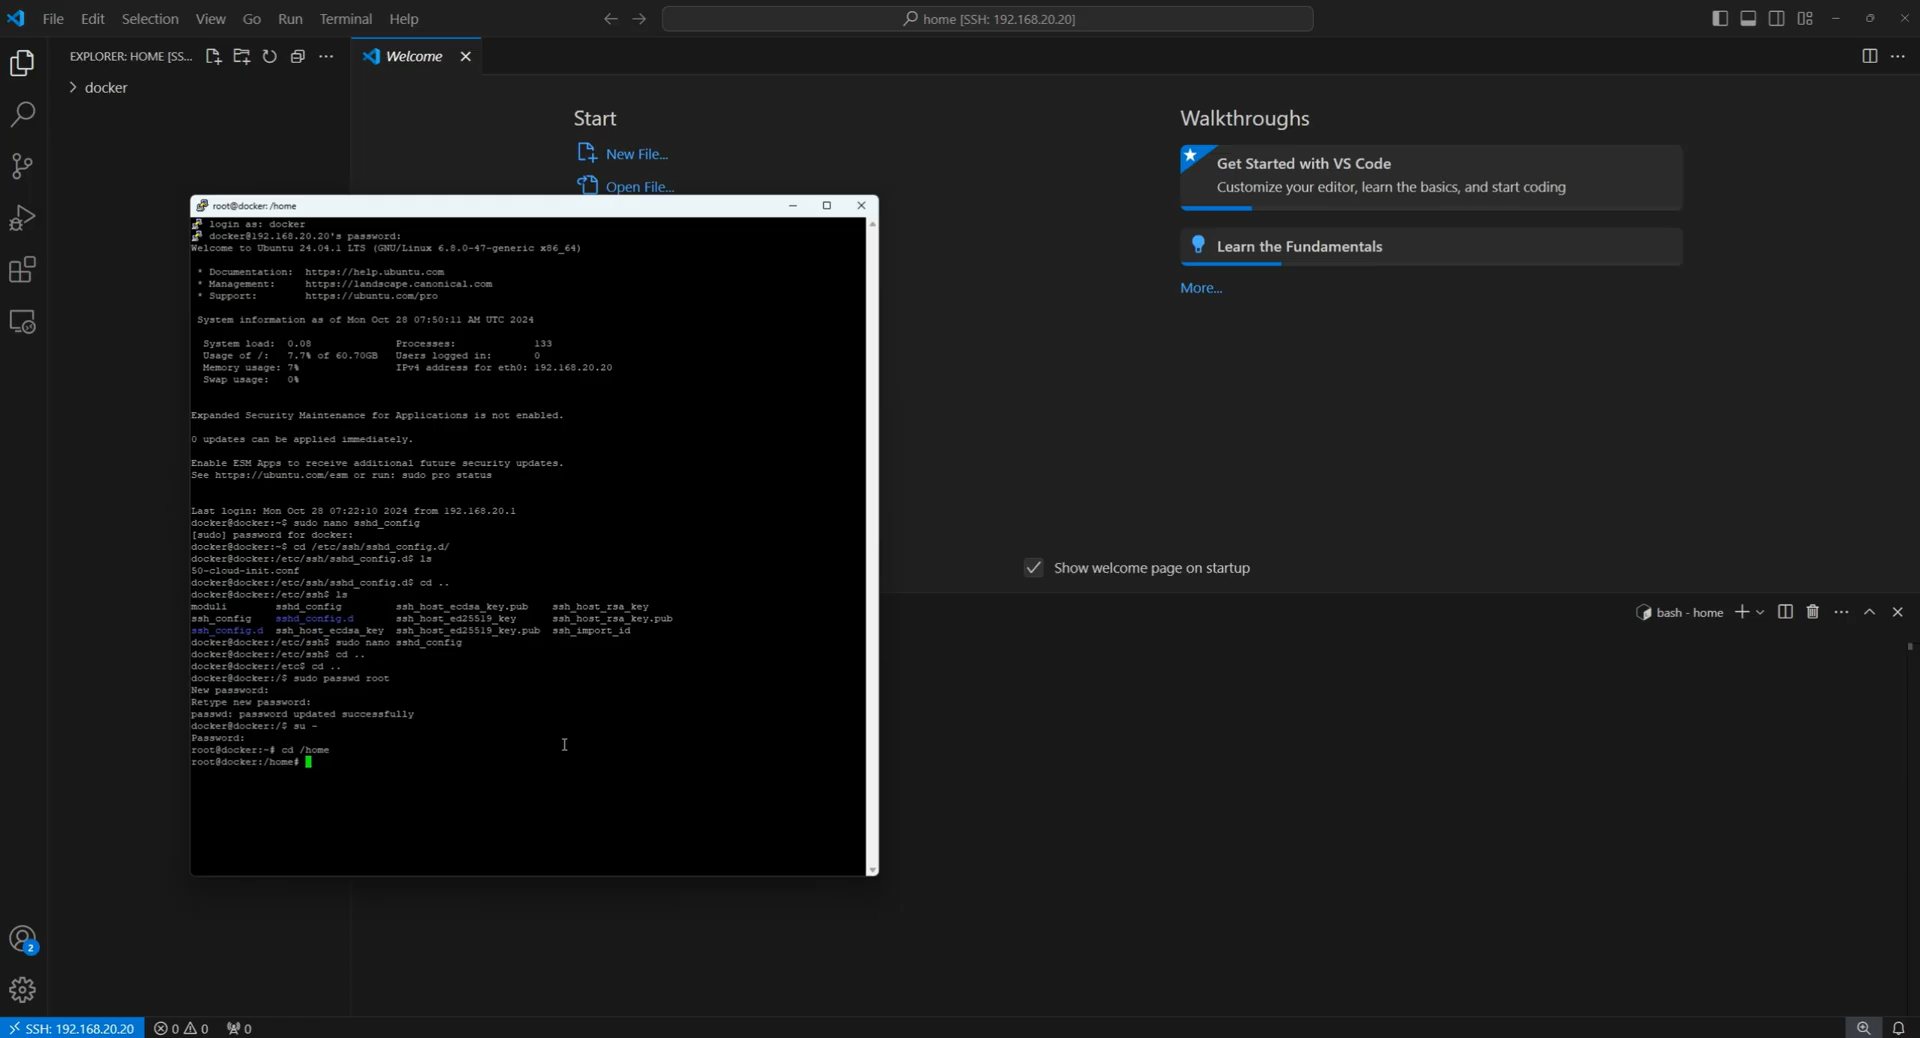 File Edit Selection View Go Run Terminal Help
home [SSH: 192.168.20.20]
EXPLORER: HOME [SS...
Welcome
docker
Start
New File...
Open File...
Walkthroughs
Get Started with VS Code
Customize your editor, learn the basics, and start coding
Learn the Fundamentals
More...
root@docker: /home
login as: docker
docker@192.168.20.20's password:
Welcome to Ubuntu 24.04.1 LTS (GNU/Linux 6.8.0-47-generic x86_64)
* Documentation: https://help.ubuntu.com
* Management: https://landscape.canonical.com
* Support: https://ubuntu.com/pro
System information as of Mon Oct 28 07:50:11 AM UTC 2024
System load: 0.08 Processes: 133
Usage of /: 7.7% of 60.70GB Users logged in: 0
Memory usage: 7% IPv4 address for eth0: 192.168.20.20
Swap usage: 0%
Expanded Security Maintenance for Applications is not enabled.
0 updates can be applied immediately.
Enable ESM Apps to receive additional future security updates.
See https://ubuntu.com/esm or run: sudo pro status
Last login: Mon Oct 28 07:22:10 2024 from 192.168.20.1
docker@docker:~$ sudo nano sshd_config
[sudo] password for docker:
docker@docker:~$ cd /etc/ssh/sshd_config.d/
docker@docker:/etc/ssh/sshd_config.d$ ls
50-cloud-init.conf
docker@docker:/etc/ssh/sshd_config.d$ cd ..
docker@docker:/etc/ssh$ ls
moduli sshd_config ssh_host_ecdsa_key.pub ssh_host_rsa_key
ssh_config sshd_config.d ssh_host_ed25519_key ssh_host_rsa_key.pub
ssh_config.d ssh_host_ecdsa_key ssh_host_ed25519_key.pub ssh_import_id
docker@docker:/etc/ssh$ sudo nano sshd_config
docker@docker:/etc/ssh$ cd ..
docker@docker:/etc$ cd ..
docker@docker:/$ sudo passwd root
New password:
Retype new password:
passwd: password updated successfully
docker@docker:/$ su -
Password:
root@docker:~# cd /home
root@docker:/home#
Show welcome page on startup
bash - home
2
SSH: 192.168.20.20 0 0 0